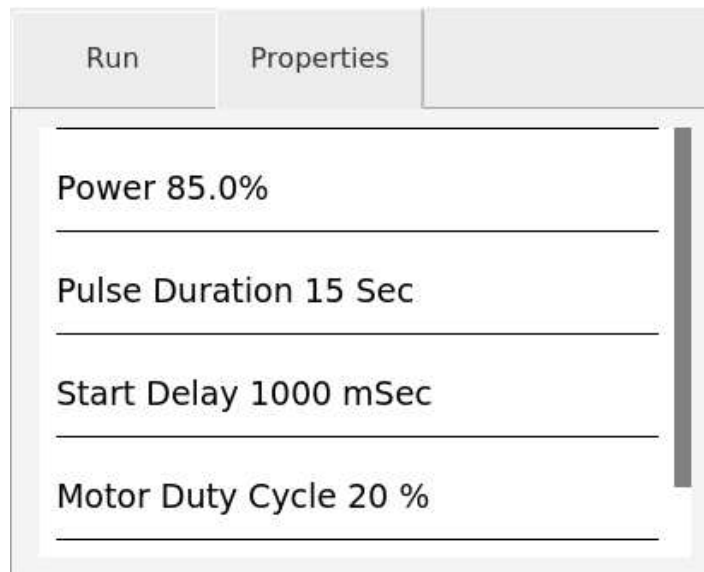 Run
Properties
Power 85.0%
Pulse Duration 15 Sec
Start Delay 1000 mSec
Motor Duty Cycle 20 %